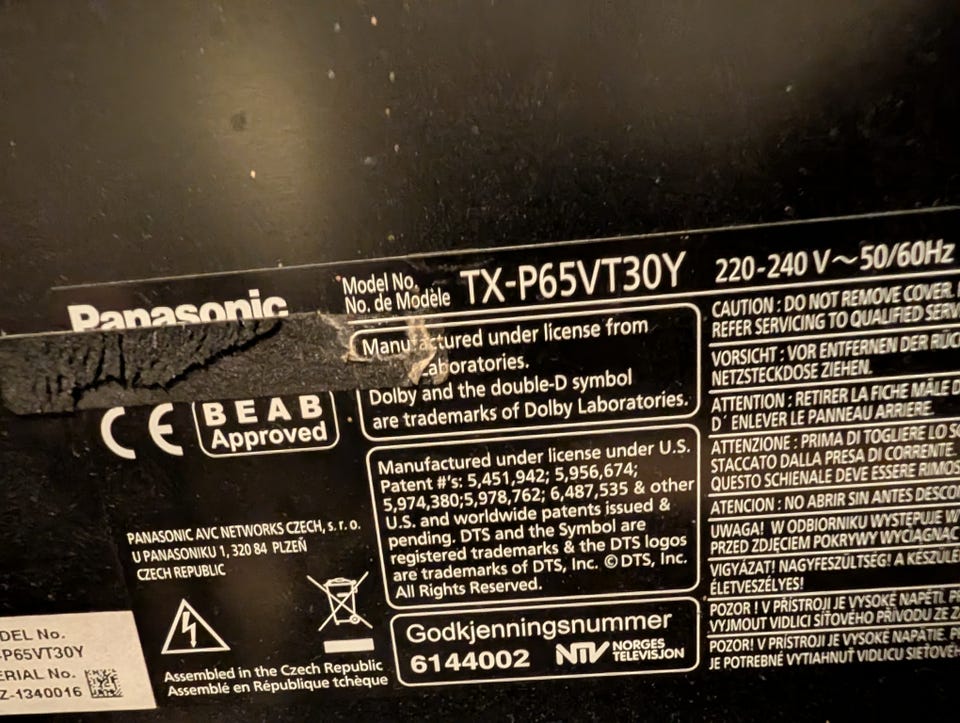 Panasonic
Model No.
No. de Modèle
TX-P65VT30Y
220-240 V～50/60Hz
Manufactured under license from
Laboratories.
Dolby and the double-D symbol
are trademarks of Dolby Laboratories.
CE
BEAB
Approved
Manufactured under license under U.S.
Patent #'s: 5,451,942; 5,956,674;
5,974,380;5,978,762; 6,487,535 & other
U.S. and worldwide patents issued &
pending. DTS and the Symbol are
registered trademarks & the DTS logos
are trademarks of DTS, Inc. © DTS, Inc.
All Rights Reserved.
PANASONIC AVC NETWORKS CZECH, s. r. o.
U PANASONIKU 1, 320 84 PLZEŇ
CZECH REPUBLIC
Assembled in the Czech Republic
Assemblé en République tchèque
Godkjenningsnummer
6144002
NTV NORGES
TELEVISJON
CAUTION : DO NOT REMOVE COVER.
REFER SERVICING TO QUALIFIED
VORSICHT : VOR ENTFERNEN DER
NETZSTECKDOSE ZIEHEN.
ATTENTION : RETIRER LA FICHE MÂLE
D' ENLEVER LE PANNEAU ARRIERE.
ATTENZIONE : PRIMA DI TOGLIERE LO
STACCATO DALLA PRESA DI CORRENTE.
QUESTO SCHIENALE DEVE ESSERE
ATENCION : NO ABRIR SIN ANTES
UWAGA! W ODBIORNIKU WYSTĘPUJE
PRZED ZDJĘCIEM POKRYWY WYCIĄGNĄĆ
VIGYÁZAT! NAGYFESZÜLTSÉG! A
ÉLETVESZÉLYES!
POZOR ! V PŘÍSTROJI JE VYSOKÉ NAPĚTÍ.
VYJMOUT VIDLICI SÍŤOVÉHO PŘÍVODU ZE
POZOR! V PRÍSTROJI JE VYSOKÉ NAPÄTIE.
JE POTREBNÉ VYTIAHNUŤ VIDLICU
DEL No.
-P65VT30Y
ERIAL No.
Z-1340016